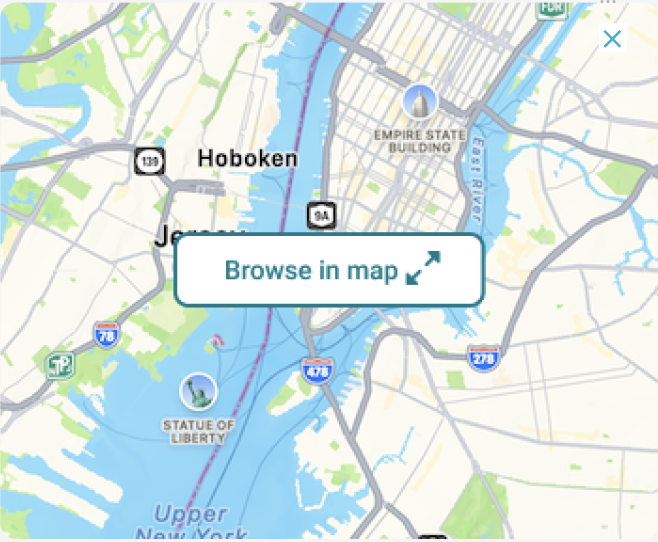 FDR
EMPIRE STATE
BUILDING
East River
139
Hoboken
9A
Browse in map
78
TP
478
278
STATUE OF
LIBERTY
Upper
New York